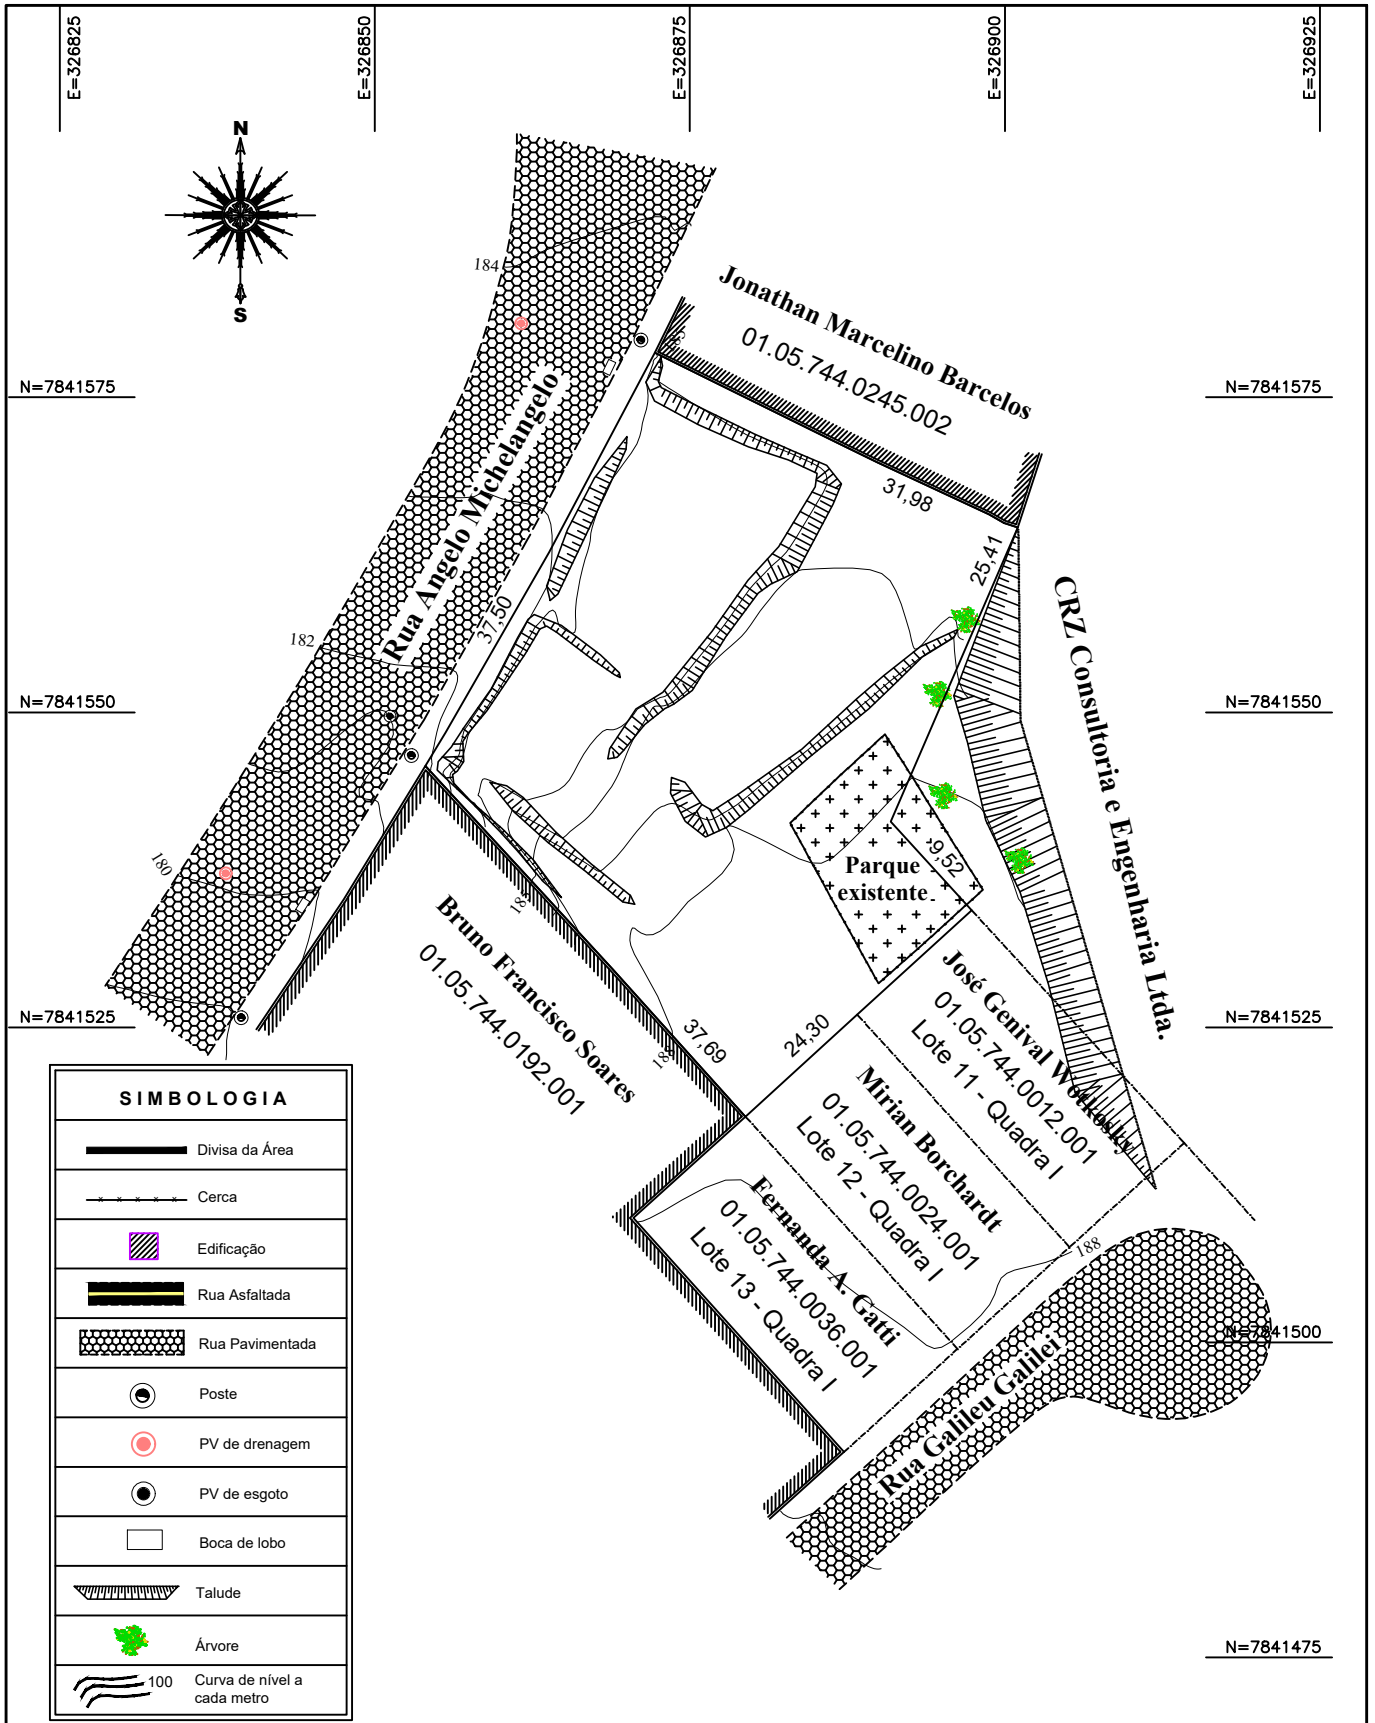 E=326825
E=326850
E=326875
E=326900
E=326925
N
S
184
Jonathan Marcelino Barcelos
01.05.744.0245.002
N=7841575
N=7841575
Rua Angelo Michelangelo
31,98
25,41
37,50
182
CRZ Consultoria e Engenharia Ltda.
N=7841550
N=7841550
180
9,52
Parque
existente
Bruno Francisco Soares
01.05.744.0192.001
37,69
24,30
N=7841525
N=7841525
José Genival Wolkosky
01.05.744.0012.001
Lote 11 - Quadra I
Mirian Borchardt
01.05.744.0024.001
Lote 12 - Quadra I
Fernanda A. Gatti
01.05.744.0036.001
Lote 13 - Quadra I
188
N=7841500
Rua Galileu Galilei
N=7841475
SIMBOLOGIA
Divisa da Área
Cerca
Edificação
Rua Asfaltada
Rua Pavimentada
Poste
PV de drenagem
PV de esgoto
Boca de lobo
Talude
Árvore
100
Curva de nível a
cada metro